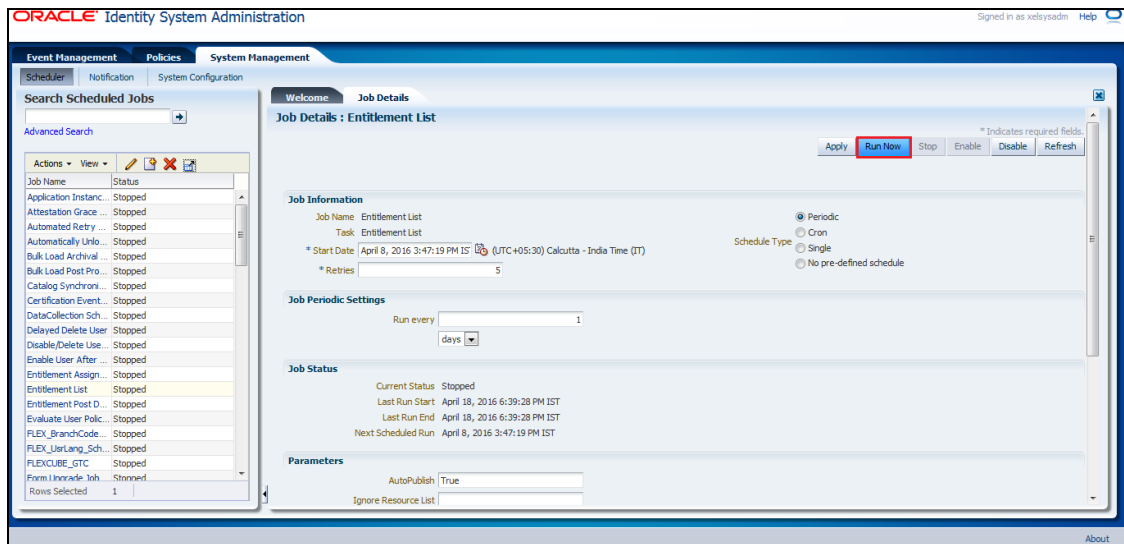 ORACLE Identity System Administration
Signed in as xelsysadm Help
Event Management Policies System Management
Scheduler Notification System Configuration
Search Scheduled Jobs
Advanced Search
Actions View
Job Name Status
Application Instanc... Stopped
Attestation Grace ... Stopped
Automated Retry ... Stopped
Automatically Unlo... Stopped
Bulk Load Archival ... Stopped
Bulk Load Post Pro... Stopped
Catalog Synchroni... Stopped
Certification Event... Stopped
DataCollection Sch... Stopped
Delayed Delete User Stopped
Disable/Delete Use... Stopped
Enable User After ... Stopped
Entitlement Assign... Stopped
Entitlement List Stopped
Entitlement Post D... Stopped
Evaluate User Polic... Stopped
FLEX_BranchCode... Stopped
FLEX_UsrLang_Sch... Stopped
FLEXCUBE_GTC Stopped
Form Upgrade Job Stopped
Rows Selected 1
Welcome Job Details
Job Details : Entitlement List
* Indicates required fields.
Apply Run Now Stop Enable Disable Refresh
Job Information
Job Name Entitlement List
Task Entitlement List
* Start Date April 8, 2016 3:47:19 PM IST (UTC+05:30) Calcutta - India Time (IT)
* Retries 5
Schedule Type
Periodic
Cron
Single
No pre-defined schedule
Job Periodic Settings
Run every 1
days
Job Status
Current Status Stopped
Last Run Start April 18, 2016 6:39:28 PM IST
Last Run End April 18, 2016 6:39:28 PM IST
Next Scheduled Run April 8, 2016 3:47:19 PM IST
Parameters
AutoPublish True
Ignore Resource List
About